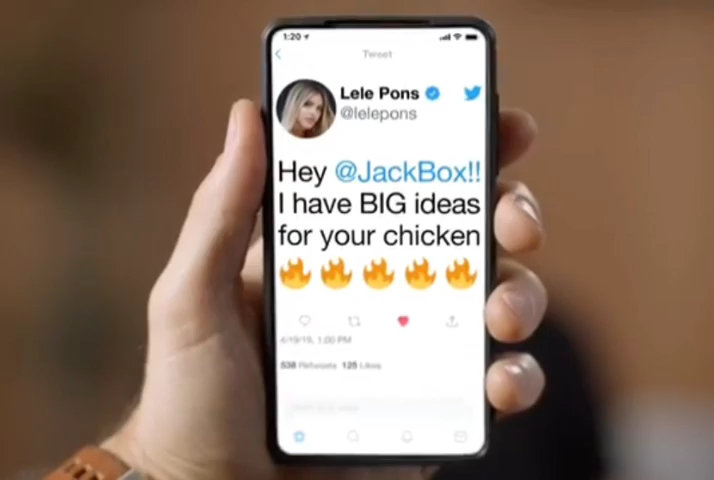 1:20
Tweet
Lele Pons
@lelepons
Hey @JackBox!!
I have BIG ideas
for your chicken
4/19/19, 1:00 PM
538 Retweets 125 Likes